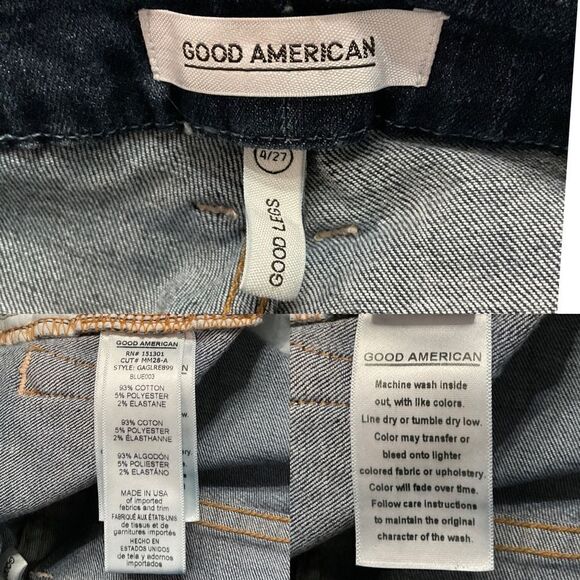 GOOD AMERICAN
4/27
GOOD LEGS
GOOD AMERICAN
RN# 151301
CUT# MM28-A
STYLE: GAGLRE899
BLUE003
93% COTTON
5% POLYESTER
2% ELASTANE
93% COTON
5% POLYESTER
2% ÉLASTHANNE
93% ALGODÓN
5% POLIESTER
2% ELASTÁNO
MADE IN USA
of imported
fabrics and trim
FABRIQUÉ AUX ÉTATS-UNIS
de tissus et de
garnitures importés
HECHO EN
ESTADOS UNIDOS
de tela y adornos
importados
GOOD AMERICAN
Machine wash inside
out, with like colors.
Line dry or tumble dry low.
Color may transfer or
bleed onto lighter
colored fabric or upholstery.
Color will fade over time.
Follow care instructions
to maintain the original
character of the wash.